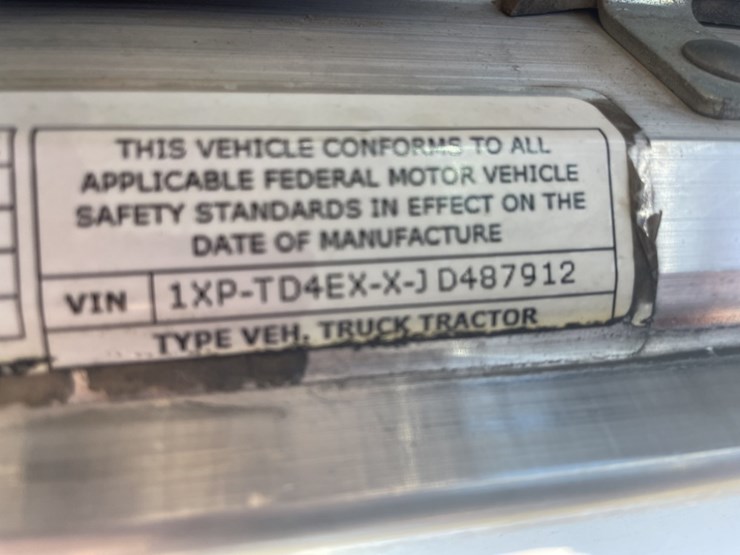 THIS VEHICLE CONFORMS TO ALL
APPLICABLE FEDERAL MOTOR VEHICLE
SAFETY STANDARDS IN EFFECT ON THE
DATE OF MANUFACTURE
VIN 1XP-TD4EX-X-J D487912
TYPE VEH. TRUCK TRACTOR